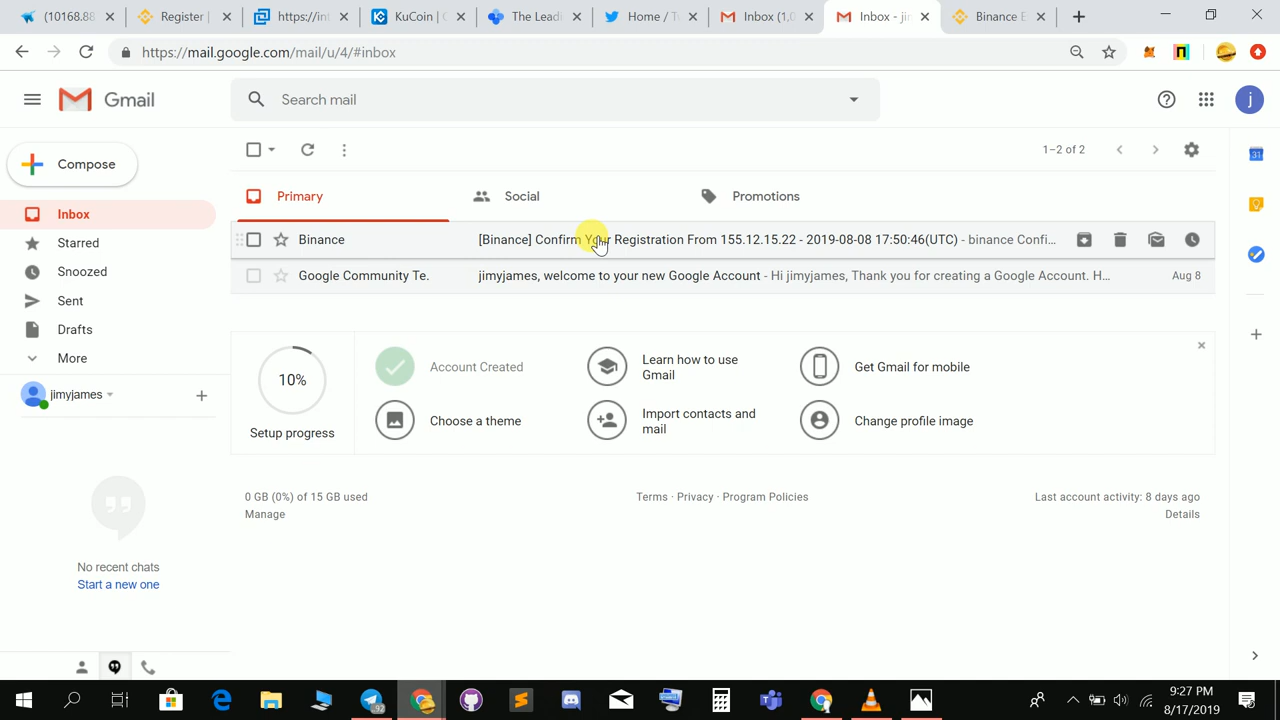 (10168.88
Register |
https://int
KuCoin | C
The Leadi
Home / Tw
Inbox (1,0
Inbox - jin
Binance E
https://mail.google.com/mail/u/4/#inbox
Gmail
Search mail
j
Compose
1–2 of 2
31
Primary
Social
Promotions
Inbox
Starred
Snoozed
Sent
Drafts
More
jimyjames
Binance
[Binance] Confirm Your Registration From 155.12.15.22 - 2019-08-08 17:50:46(UTC) - binance Confi…
Google Community Te.
jimyjames, welcome to your new Google Account - Hi jimyjames, Thank you for creating a Google Account. H…
Aug 8
10%
Setup progress
Account Created
Learn how to use
Gmail
Get Gmail for mobile
Choose a theme
Import contacts and
mail
Change profile image
0 GB (0%) of 15 GB used
Manage
Terms · Privacy · Program Policies
Last account activity: 8 days ago
Details
No recent chats
Start a new one
92
9:27 PM
8/17/2019